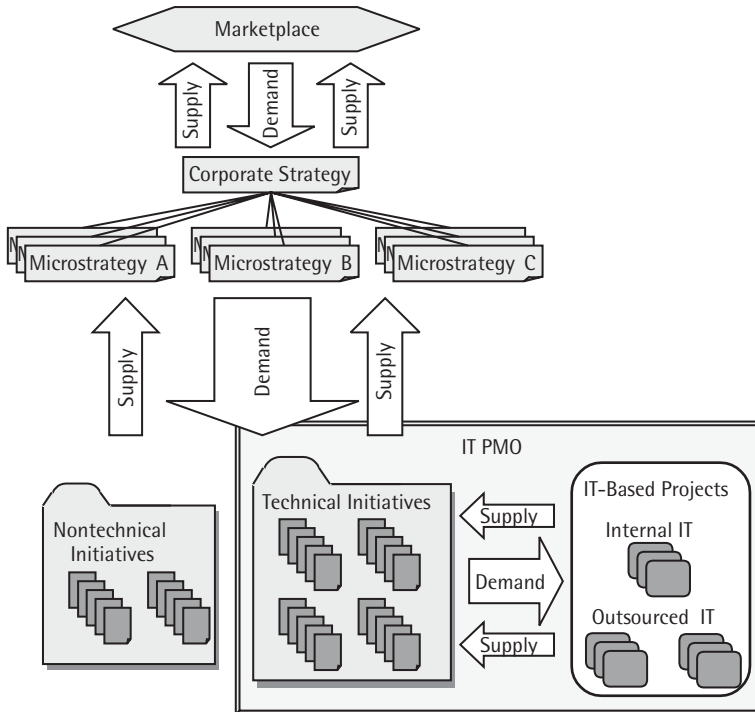 Marketplace
Supply
Demand
Supply
Corporate Strategy
N
N
Microstrategy A
Microstrategy B
Microstrategy C
Supply
Demand
Supply
IT PMO
Nontechnical
Initiatives
Technical Initiatives
Supply
Demand
Supply
IT-Based Projects
Internal IT
Outsourced IT